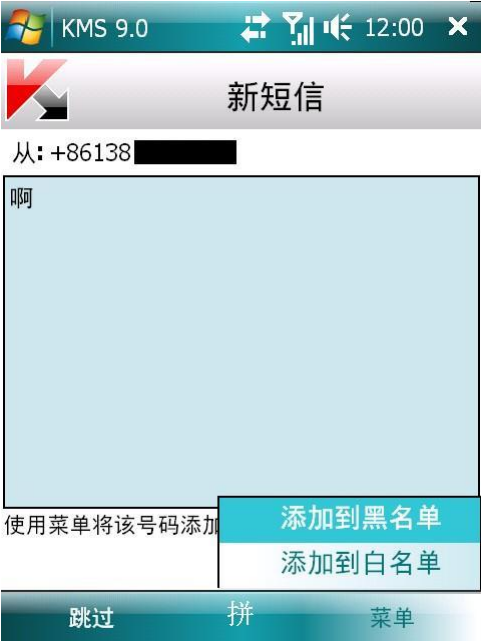 KMS 9.0 12:00
新短信
从: +86138
啊
使用菜单将该号码添加
添加到黑名单
添加到白名单
跳过 拼 菜单